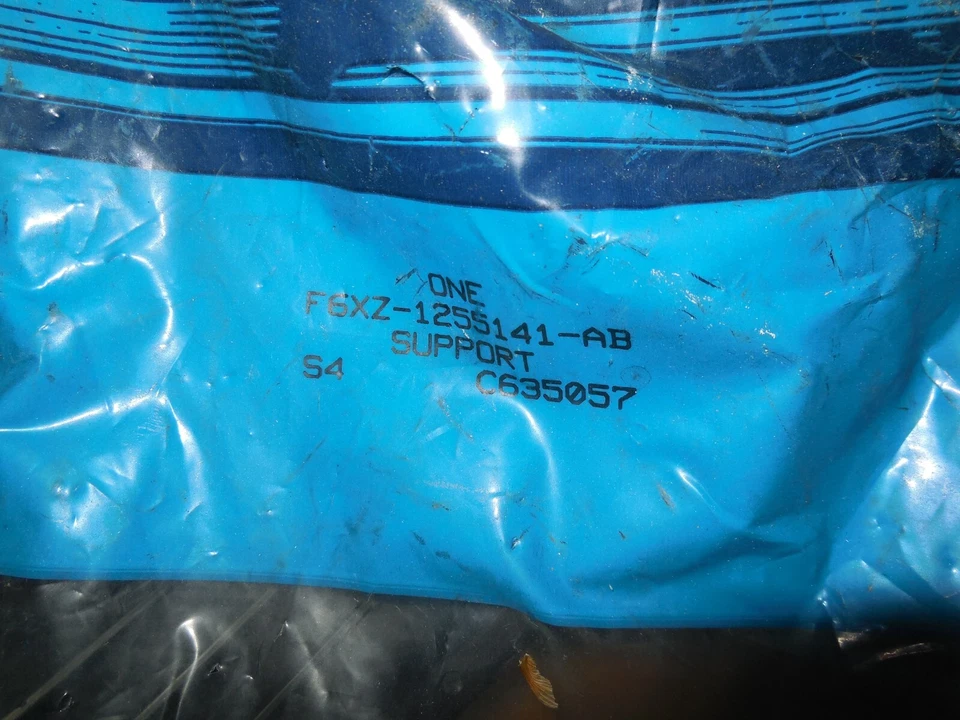 ONE
F6XZ-1255141-AB
SUPPORT
S4 C635057